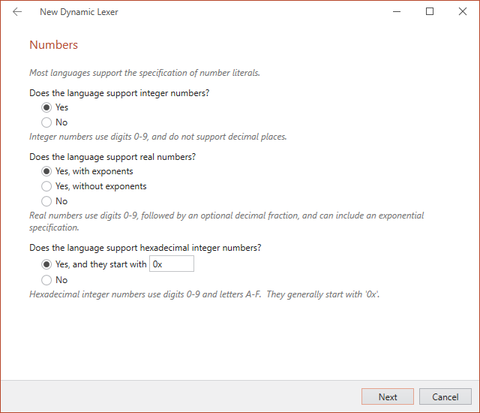 New Dynamic Lexer
Numbers
Most languages support the specification of number literals.
Does the language support integer numbers?
Yes
No
Integer numbers use digits 0-9, and do not support decimal places.
Does the language support real numbers?
Yes, with exponents
Yes, without exponents
No
Real numbers use digits 0-9, followed by an optional decimal fraction, and can include an exponential
specification.
Does the language support hexadecimal integer numbers?
Yes, and they start with 0x
No
Hexadecimal integer numbers use digits 0-9 and letters A-F.  They generally start with '0x'.
Next Cancel